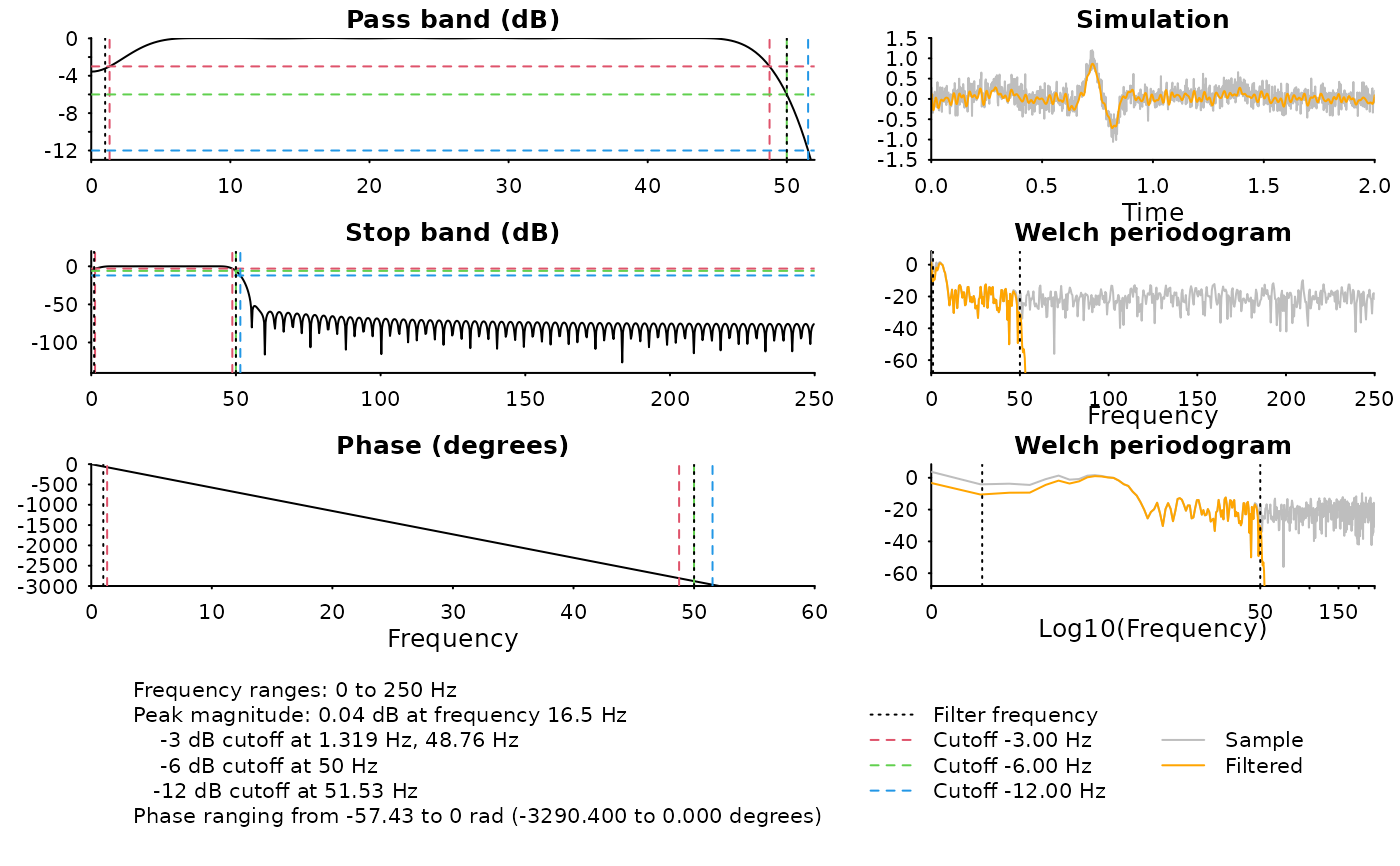 Pass band (dB)
0
-4
-8
-12
0 10 20 30 40 50
Simulation
1.5
1.0
0.5
0.0
-0.5
-1.0
-1.5
0.0 0.5 1.0 1.5 2.0
Time
Stop band (dB)
0
-50
-100
0 50 100 150 200 250
Welch periodogram
0
-20
-40
-60
0 50 100 150 200 250
Frequency
Phase (degrees)
0
-500
-1000
-1500
-2000
-2500
-3000
0 10 20 30 40 50 60
Frequency
Welch periodogram
0
-20
-40
-60
0 50 150
Log10(Frequency)
Frequency ranges: 0 to 250 Hz
Peak magnitude: 0.04 dB at frequency 16.5 Hz
-3 dB cutoff at 1.319 Hz, 48.76 Hz
-6 dB cutoff at 50 Hz
-12 dB cutoff at 51.53 Hz
Phase ranging from -57.43 to 0 rad (-3290.400 to 0.000 degrees)
Filter frequency
Cutoff -3.00 Hz
Cutoff -6.00 Hz
Cutoff -12.00 Hz
Sample
Filtered